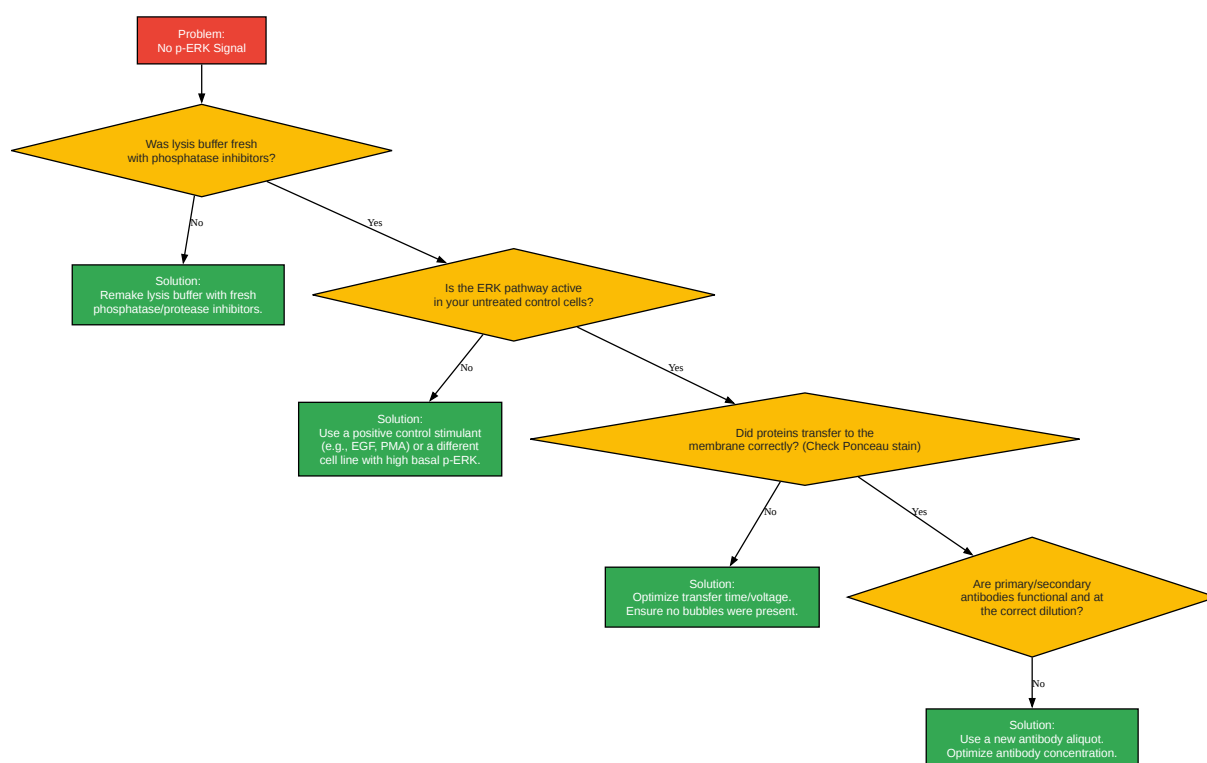 Problem:
No p-ERK Signal
Was lysis buffer fresh
with phosphatase inhibitors?
No
Yes
Solution:
Remake lysis buffer with fresh
phosphatase/protease inhibitors.
Is the ERK pathway active
in your untreated control cells?
No
Yes
Solution:
Use a positive control stimulant
(e.g., EGF, PMA) or a different
cell line with high basal p-ERK.
Did proteins transfer to the
membrane correctly? (Check Ponceau stain)
No
Yes
Solution:
Optimize transfer time/voltage.
Ensure no bubbles were present.
Are primary/secondary
antibodies functional and at
the correct dilution?
No
Solution:
Use a new antibody aliquot.
Optimize antibody concentration.